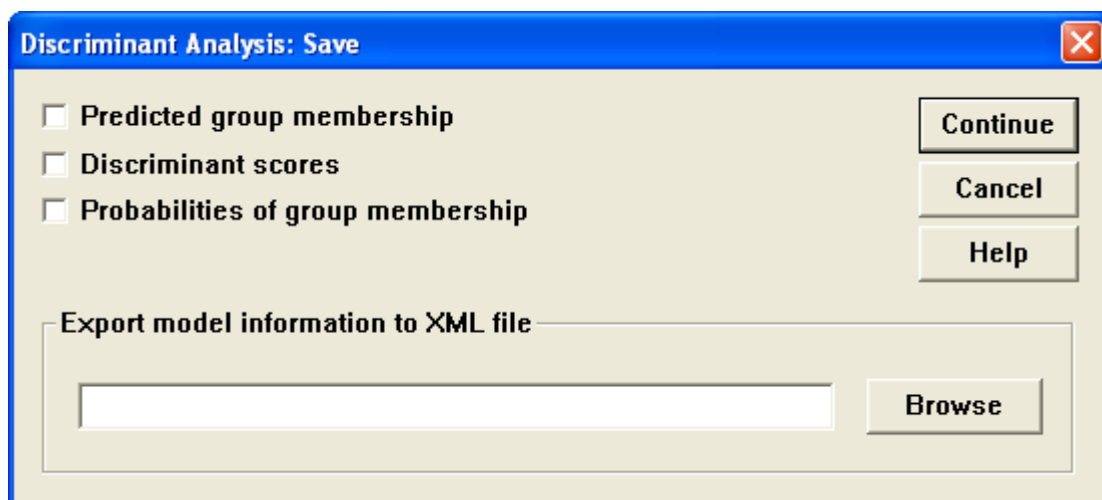 Discriminant Analysis: Save
Predicted group membership
Discriminant scores
Probabilities of group membership
Continue
Cancel
Help
Export model information to XML file
Browse